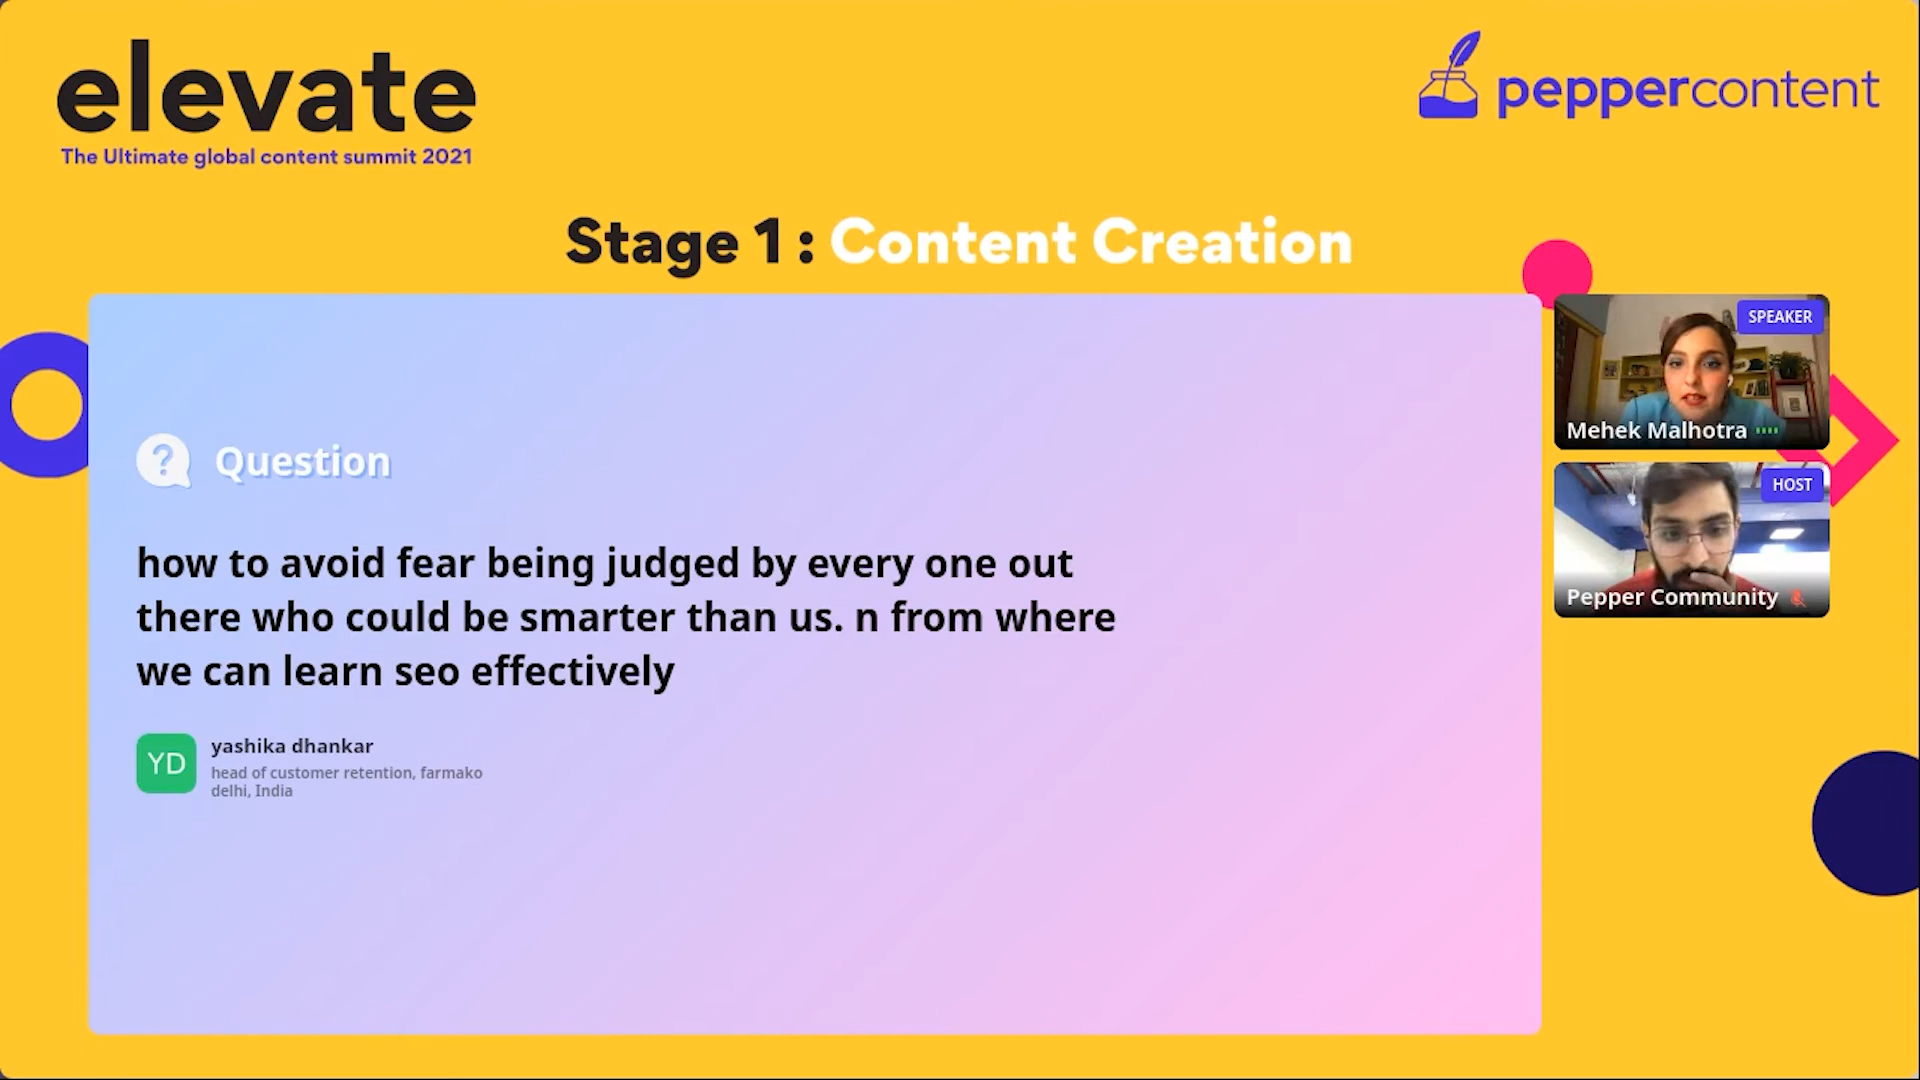 elevate
The Ultimate global content summit 2021
peppercontent
Stage 1 : Content Creation
SPEAKER
Mehek Malhotra
HOST
Pepper Community
? Question
how to avoid fear being judged by every one out
there who could be smarter than us. n from where
we can learn seo effectively
YD
yashika dhankar
head of customer retention, farmako
delhi, India